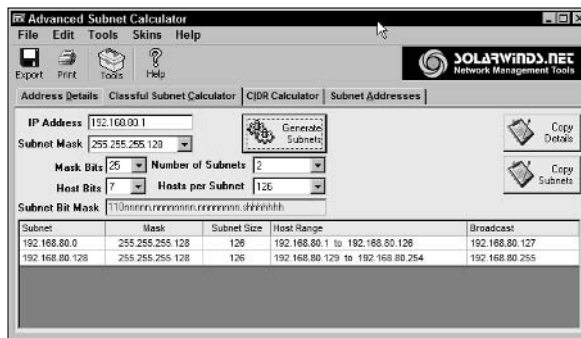 Advanced Subnet Calculator
File Edit Tools Skins Help
Export Print Tools Help
SOLARWINDS.NET
Network Management Tools
Address Details Classful Subnet Calculator CIDR Calculator Subnet Addresses
IP Address 192.168.80.1
Generate Subnets
Copy Details
Subnet Mask 255.255.255.128
Mask Bits 25 Number of Subnets 2
Copy Subnets
Host Bits 7 Hosts per Subnet 126
Subnet Bit Mask 110nnnnn.nnnnnnnn.nnnnnnnn.shhhhhhh
Subnet Mask Subnet Size Host Range Broadcast
192.168.80.0 255.255.255.128 126 192.168.80.1 to 192.168.80.126 192.168.80.127
192.168.80.128 255.255.255.128 126 192.168.80.129 to 192.168.80.254 192.168.80.255